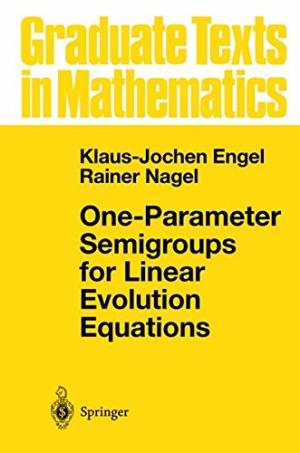 Graduate Texts
in Mathematics
Klaus-Jochen Engel
Rainer Nagel
One-Parameter
Semigroups
for Linear
Evolution
Equations
Springer